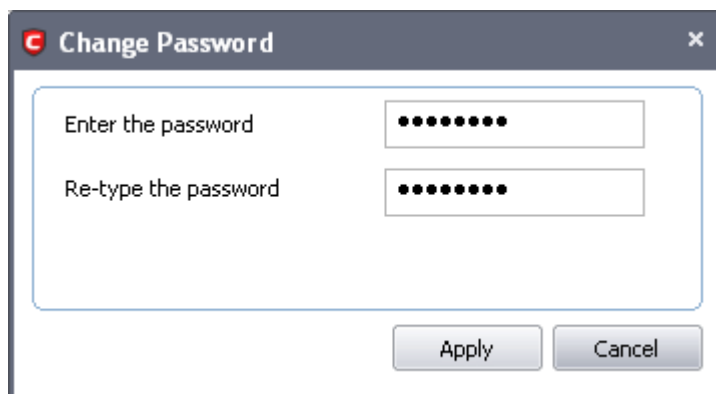 Change Password
Enter the password ••••••••
Re-type the password ••••••••
Apply Cancel